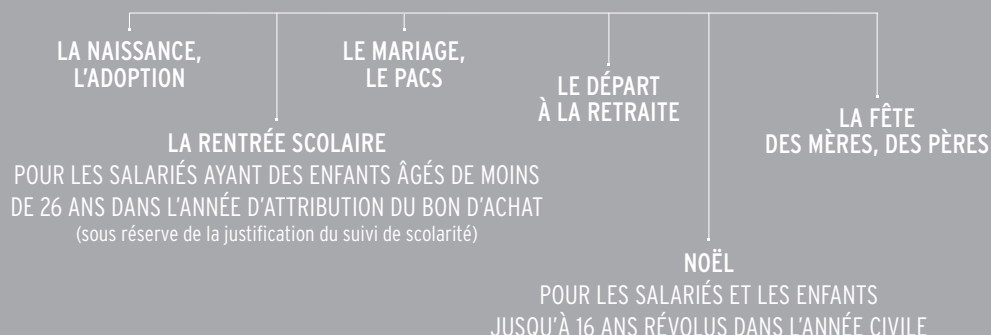 LA NAISSANCE,
L'ADOPTION
LE MARIAGE,
LE PACS
LE DÉPART
À LA RETRAITE
LA FÊTE
DES MÈRES, DES PÈRES
LA RENTRÉE SCOLAIRE
POUR LES SALARIÉS AYANT DES ENFANTS ÂGÉS DE MOINS
DE 26 ANS DANS L'ANNÉE D'ATTRIBUTION DU BON D'ACHAT
(sous réserve de la justification du suivi de scolarité)
NOËL
POUR LES SALARIÉS ET LES ENFANTS
JUSQU'À 16 ANS RÉVOLUS DANS L'ANNÉE CIVILE